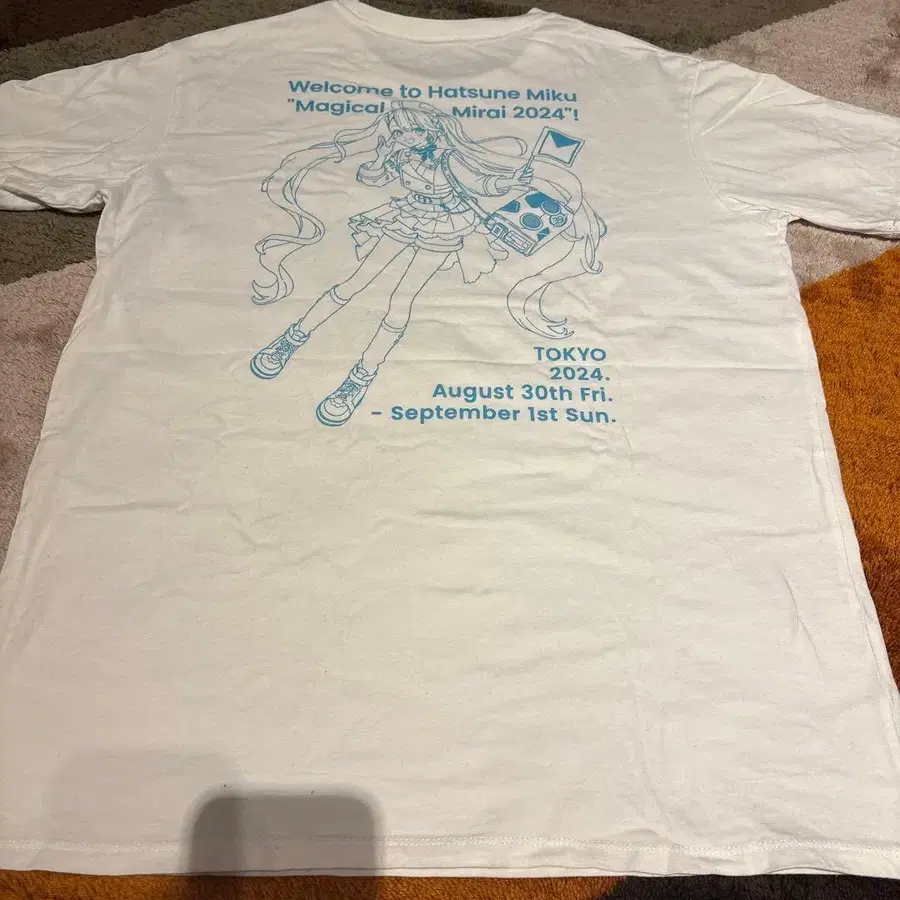 Welcome to Hatsune Miku
"Magical Mirai 2024"!
TOKYO
2024.
August 30th Fri.
- September 1st Sun.